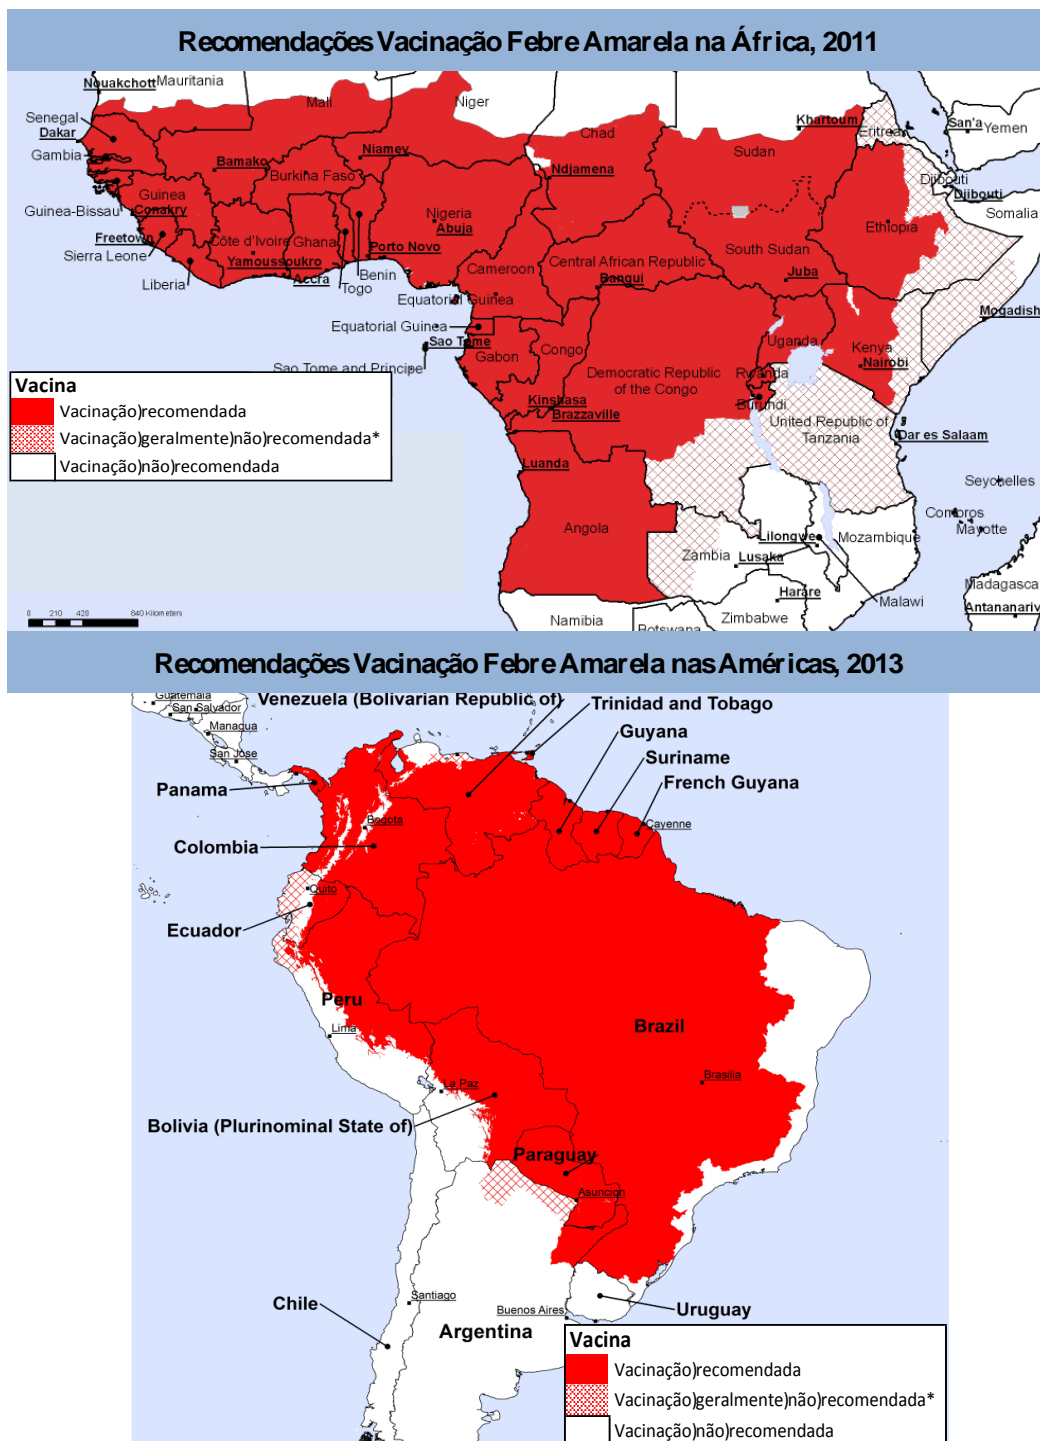 Recomendações Vacinação Febre Amarela na África, 2011
Nouakchott
Mauritania
Mali
Niger
Chad
Khartoum
Sudan
Eritrea
San'a
Yemen
Senegal
Dakar
Gambia
Bamako
Niamey
Burkina Faso
Ndjamena
Djibouti
Djibouti
Guinea
Conakry
Guinea-Bissau
Nigeria
Abuja
Somalia
Ethiopia
Freetown
Sierra Leone
Côte d'Ivoire
Ghana
Yamoussoukro
Porto Novo
Liberia
Accra
Togo
Benin
Cameroon
Central African Republic
Bangui
South Sudan
Juba
Equatorial Guinea
Mogadish
Equatorial Guinea
Sao Tome
Sao Tome and Principe
Gabon
Congo
Uganda
Kenya
Nairobi
Democratic Republic
of the Congo
Rwanda
Burundi
Kinshasa
Brazzaville
United Republic of
Tanzania
Dar es Salaam
Vacina
Vacinação)recomendada
Vacinação)geralmente)não)recomendada*
Vacinação)não)recomendada
Luanda
Seychelles
Comoros
Mayotte
Angola
Zambia
Lilongwe
Lusaka
Mozambique
Madagasca
Antananariv
Harare
Malawi
Namibia
Botswana
Zimbabwe
0 210 420 840 Kilometers
Recomendações Vacinação Febre Amarela nas Américas, 2013
Guatemala
San Salvador
Managua
San Jose
Venezuela (Bolivarian Republic of)
Trinidad and Tobago
Guyana
Suriname
French Guyana
Panama
Cayenne
Bogota
Colombia
Quito
Ecuador
Peru
Lima
Brazil
Brasilia
La Paz
Bolivia (Plurinominal State of)
Paraguay
Asuncion
Santiago
Chile
Buenos Aires
Uruguay
Argentina
Vacina
Vacinação)recomendada
Vacinação)geralmente)não)recomendada*
Vacinação)não)recomendada